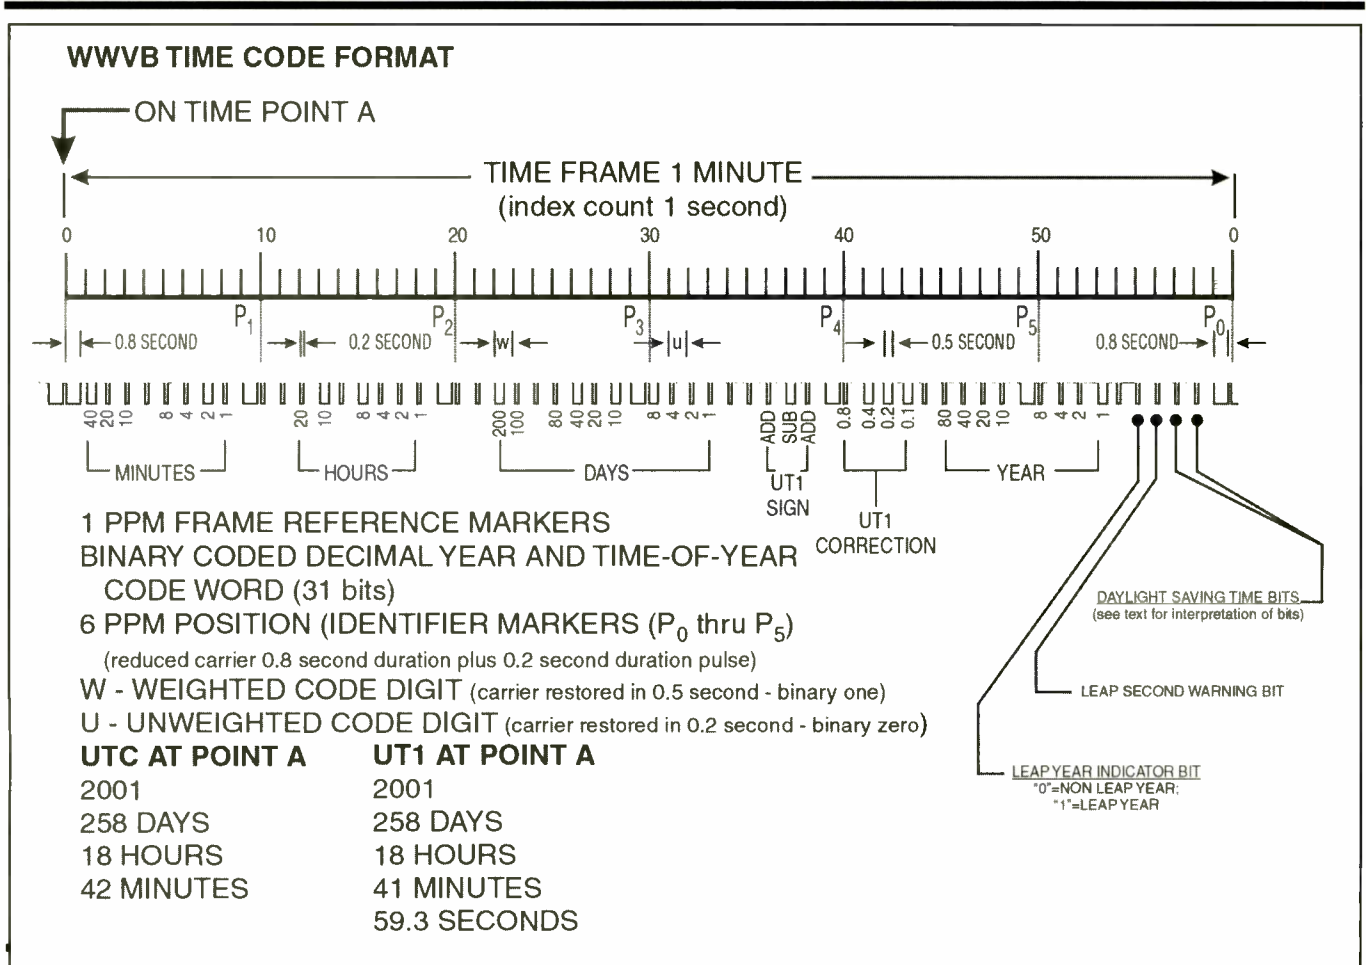 WWVB TIME CODE FORMAT
ON TIME POINT A
TIME FRAME 1 MINUTE
(index count 1 second)
0 10 20 30 40 50 0
P1 P2 P3 P4 P5 P0
0.8 SECOND 0.2 SECOND w u 0.5 SECOND 0.8 SECOND
40 20 10 8 4 2 1 20 10 8 4 2 1 200 100 80 40 20 10 8 4 2 1 ADD SUB ADD 0.8 0.4 0.2 0.1 80 40 20 10 8 4 2 1
MINUTES HOURS DAYS UT1 SIGN UT1 CORRECTION YEAR
1 PPM FRAME REFERENCE MARKERS
BINARY CODED DECIMAL YEAR AND TIME-OF-YEAR
CODE WORD (31 bits)
6 PPM POSITION (IDENTIFIER MARKERS (P0 thru P5)
(reduced carrier 0.8 second duration plus 0.2 second duration pulse)
W - WEIGHTED CODE DIGIT (carrier restored in 0.5 second - binary one)
U - UNWEIGHTED CODE DIGIT (carrier restored in 0.2 second - binary zero)
DAYLIGHT SAVING TIME BITS
(see text for interpretation of bits)
LEAP SECOND WARNING BIT
LEAP YEAR INDICATOR BIT
"0"=NON LEAP YEAR;
"1"=LEAP YEAR
UTC AT POINT A
2001
258 DAYS
18 HOURS
42 MINUTES
UT1 AT POINT A
2001
258 DAYS
18 HOURS
41 MINUTES
59.3 SECONDS